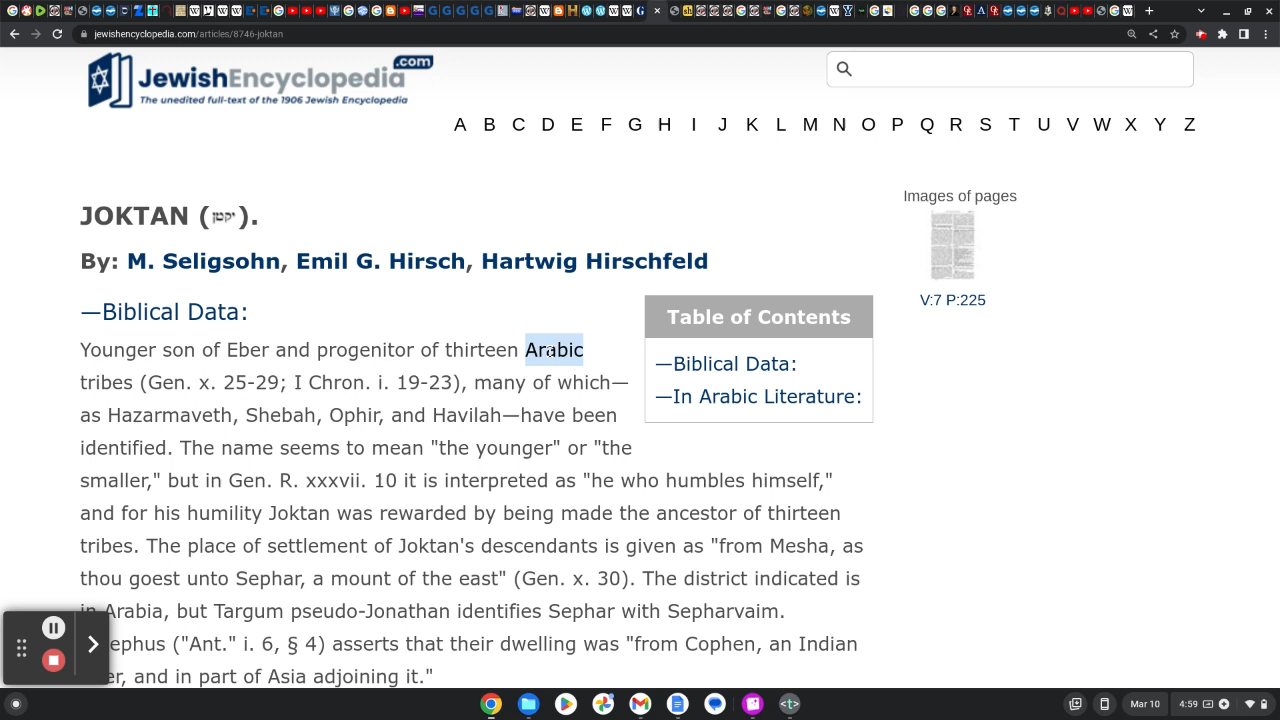 jewishencyclopedia.com/articles/8746-joktan
JewishEncyclopedia.com
The unedited full-text of the 1906 Jewish Encyclopedia
A B C D E F G H I J K L M N O P Q R S T U V W X Y Z
JOKTAN (יקטן).
By: M. Seligsohn, Emil G. Hirsch, Hartwig Hirschfeld
Images of pages
V:7 P:225
—Biblical Data:
Table of Contents
—Biblical Data:
—In Arabic Literature:
Younger son of Eber and progenitor of thirteen Arabic
tribes (Gen. x. 25-29; I Chron. i. 19-23), many of which—
as Hazarmaveth, Shebah, Ophir, and Havilah—have been
identified. The name seems to mean "the younger" or "the
smaller," but in Gen. R. xxxvii. 10 it is interpreted as "he who humbles himself,"
and for his humility Joktan was rewarded by being made the ancestor of thirteen
tribes. The place of settlement of Joktan's descendants is given as "from Mesha, as
thou goest unto Sephar, a mount of the east" (Gen. x. 30). The district indicated is
in Arabia, but Targum pseudo-Jonathan identifies Sephar with Sepharvaim.
ephus ("Ant." i. 6, § 4) asserts that their dwelling was "from Cophen, an Indian
er, and in part of Asia adjoining it."
Mar 10 4:59